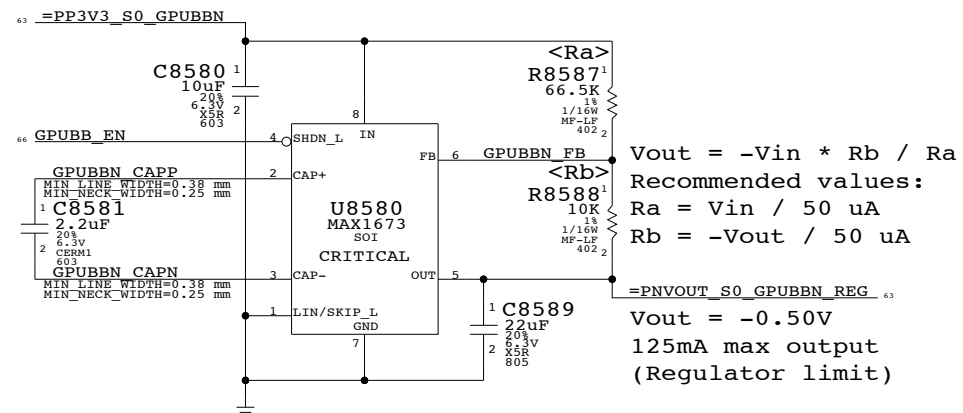 63 =PP3V3_S0_GPUBBN
C8580 1
10uF
20%
6.3V
X5R 2
603
<Ra>
R8587 1
66.5K
1%
1/16W
MF-LF
402 2
8
IN
66 GPUBB_EN
4 SHDN_L
FB 6 GPUBBN_FB
Vout = -Vin * Rb / Ra
Recommended values:
Ra = Vin / 50 uA
Rb = -Vout / 50 uA
GPUBBN_CAPP
MIN_LINE_WIDTH=0.38 mm
MIN_NECK_WIDTH=0.25 mm
2 CAP+
1 C8581
2.2uF
20%
2 6.3V
CERM1
603
U8580
MAX1673
SOI
CRITICAL
<Rb>
R8588 1
10K
1%
1/16W
MF-LF
402 2
GPUBBN_CAPN
MIN_LINE_WIDTH=0.38 mm
MIN_NECK_WIDTH=0.25 mm
3 CAP-
OUT 5
=PNVOUT_S0_GPUBBN_REG 63
1 LIN/SKIP_L
GND
7
1 C8589
22uF
20%
6.3V
2 X5R
805
Vout = -0.50V
125mA max output
(Regulator limit)